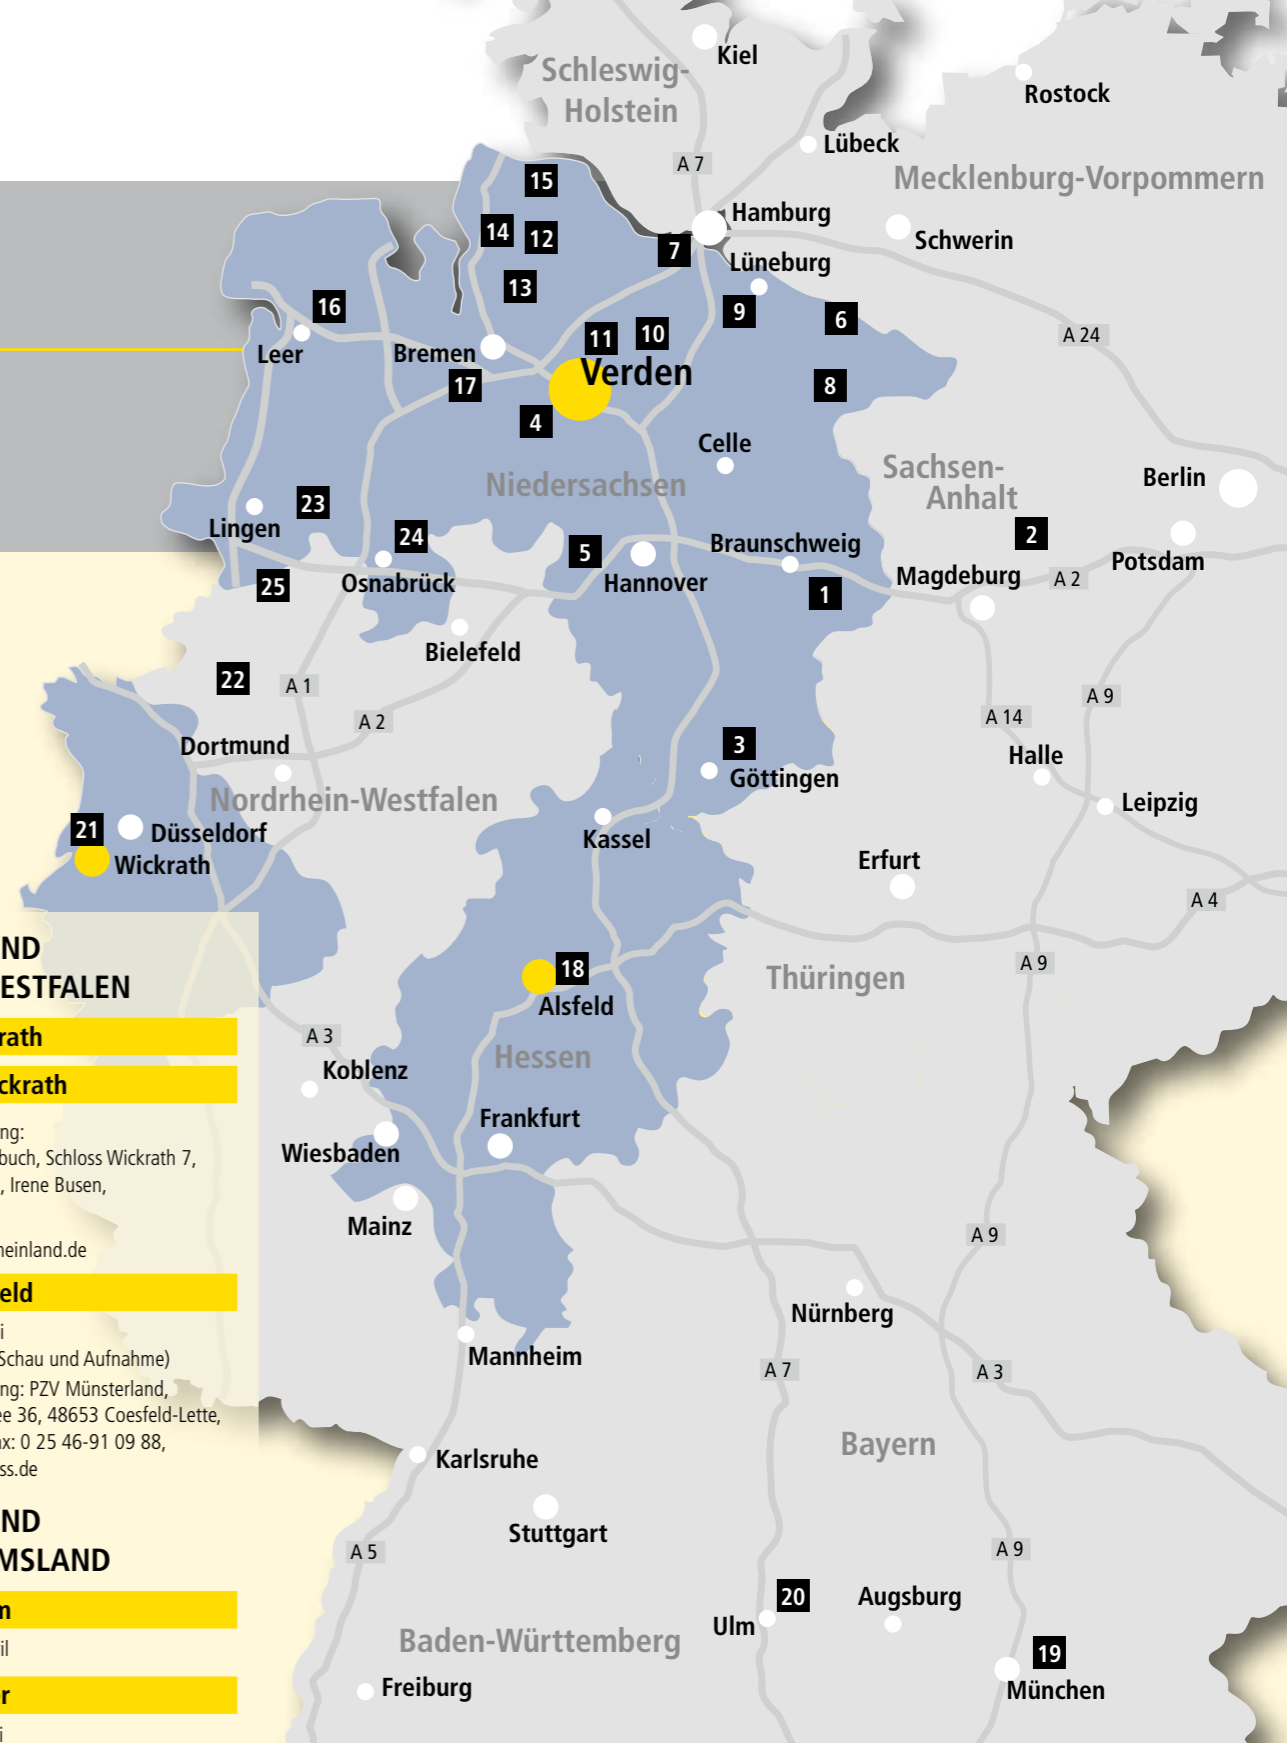 Kiel
Schleswig-
Holstein
Rostock
Lübeck
A 7
Mecklenburg-Vorpommern
15
Hamburg
14
12
7
Schwerin
Lüneburg
13
16
9
6
11
10
A 24
Leer
Bremen
Verden
17
8
4
Celle
Niedersachsen
Sachsen-
Anhalt
Berlin
23
Lingen
24
2
5
Braunschweig
Potsdam
25
Osnabrück
Hannover
Magdeburg
A 2
1
Bielefeld
22
A 1
A 9
A 2
A 14
Dortmund
3
Halle
Göttingen
Nordrhein-Westfalen
Leipzig
21
Düsseldorf
Kassel
Wickrath
Erfurt
A 4
ND
ESTFALEN
18
A 9
Thüringen
Alsfeld
rath
A 3
Hessen
Koblenz
ckrath
Frankfurt
ng:
buch, Schloss Wickrath 7,
Wiesbaden
, Irene Busen,
Mainz
A 9
heinland.de
eld
Nürnberg
i
Schau und Aufnahme)
Mannheim
A 7
A 3
ng: PZV Münsterland,
ee 36, 48653 Coesfeld-Lette,
ax: 0 25 46-91 09 88,
Bayern
Karlsruhe
ss.de
ND
Stuttgart
A 5
A 9
MSLAND
20
Augsburg
m
Ulm
Baden-Württemberg
il
19
r
Freiburg
München
i